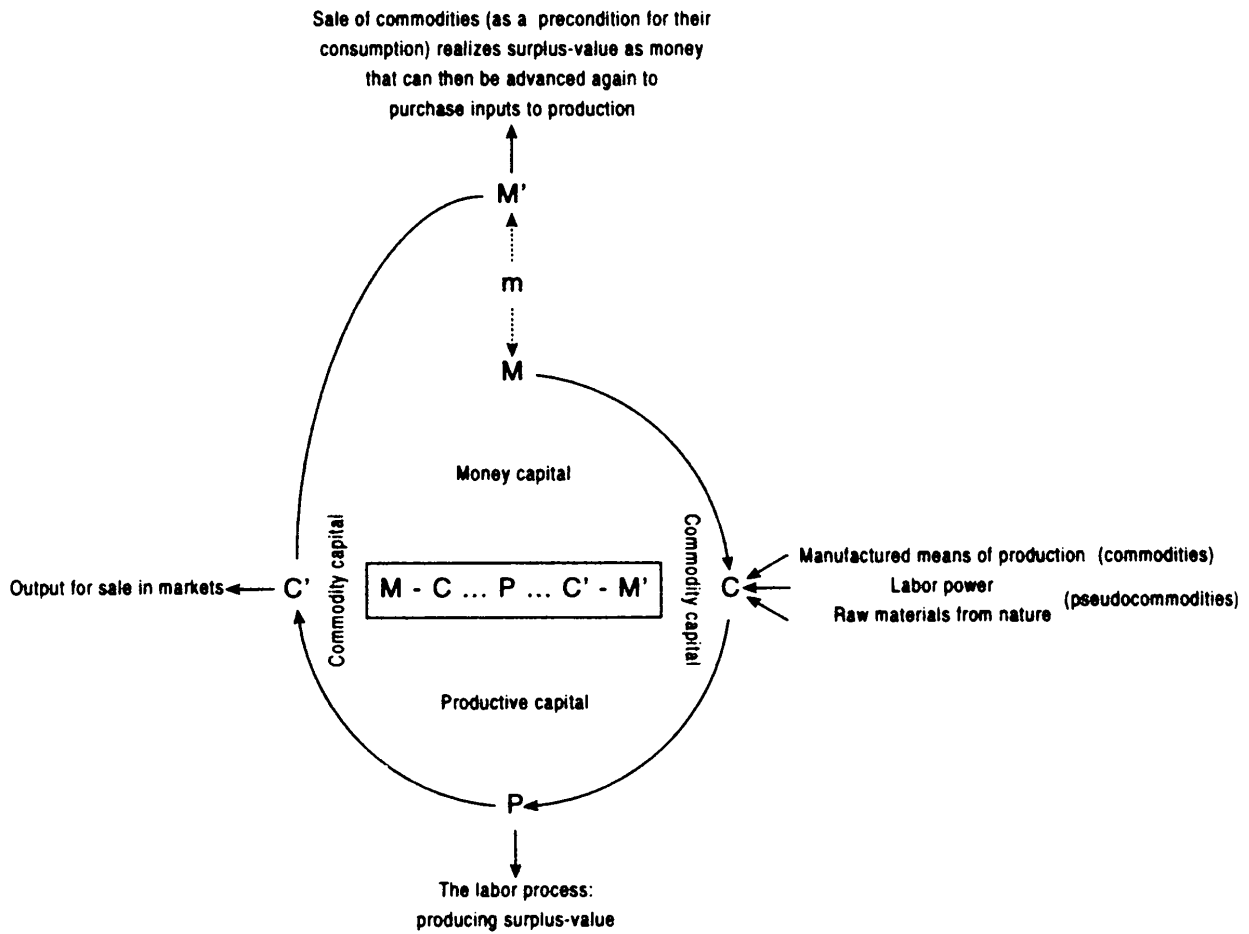 Sale of commodities (as a precondition for their
consumption) realizes surplus-value as money
that can then be advanced again to
purchase inputs to production
M'
m
M
Money capital
Commodity capital
Commodity capital
Output for sale in markets
C'
M - C ... P ... C' - M'
C
Manufactured means of production (commodities)
Labor power
(pseudocommodities)
Raw materials from nature
Productive capital
P
The labor process:
producing surplus-value